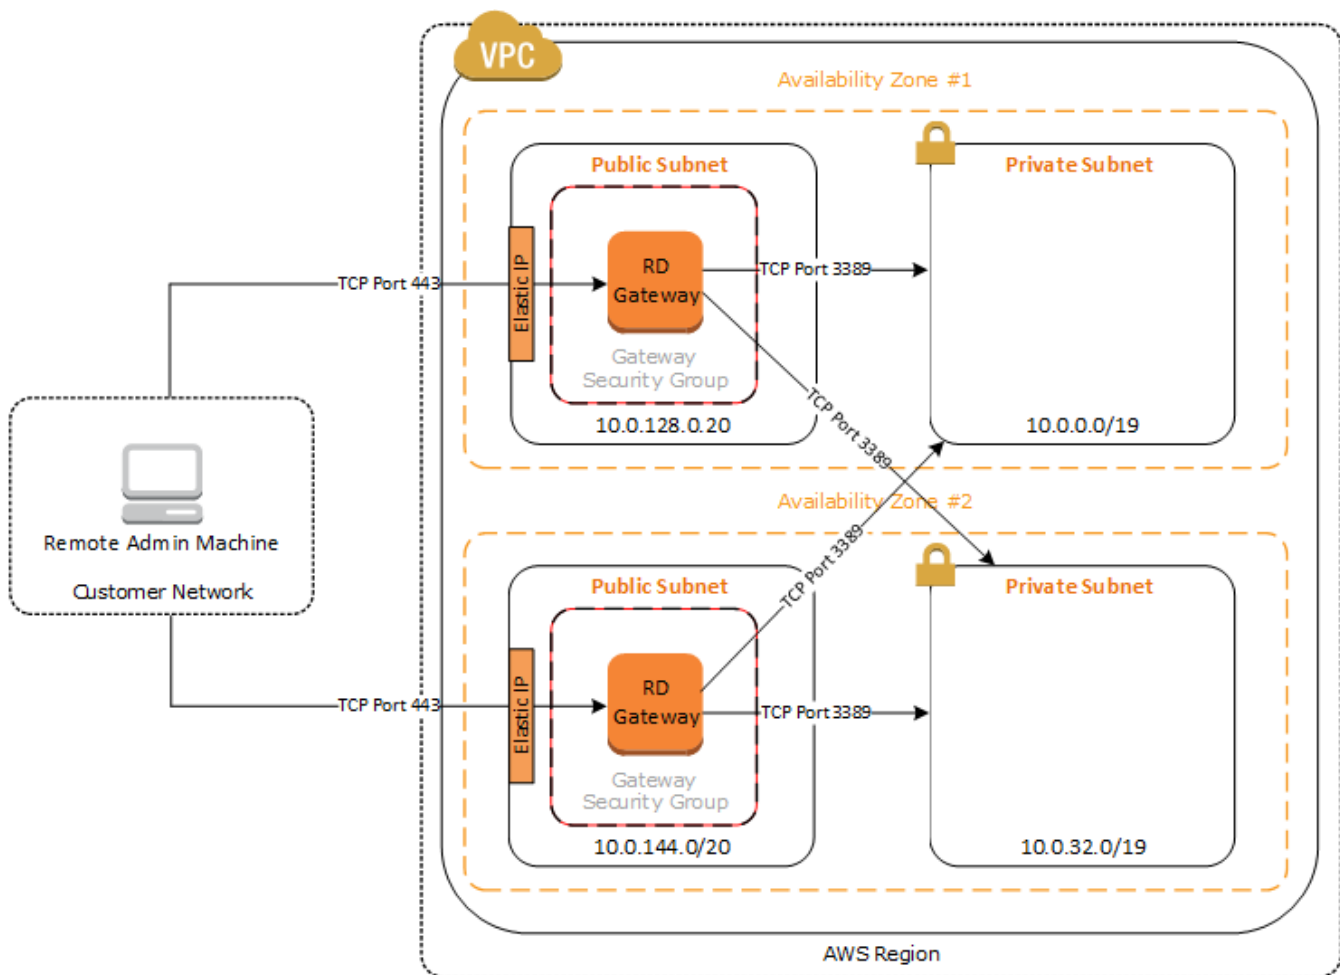 VPC
Availability Zone #1
Public Subnet
Private Subnet
Elastic IP
RD
Gateway
TCP Port 443
TCP Port 3389
Gateway
Security Group
TCP Port 3389
10.0.128.0.20
10.0.0.0/19
Remote Admin Machine
Customer Network
Availability Zone #2
TCP Port 3389
Public Subnet
Private Subnet
Elastic IP
RD
Gateway
TCP Port 443
TCP Port 3389
Gateway
Security Group
10.0.144.0/20
10.0.32.0/19
AWS Region